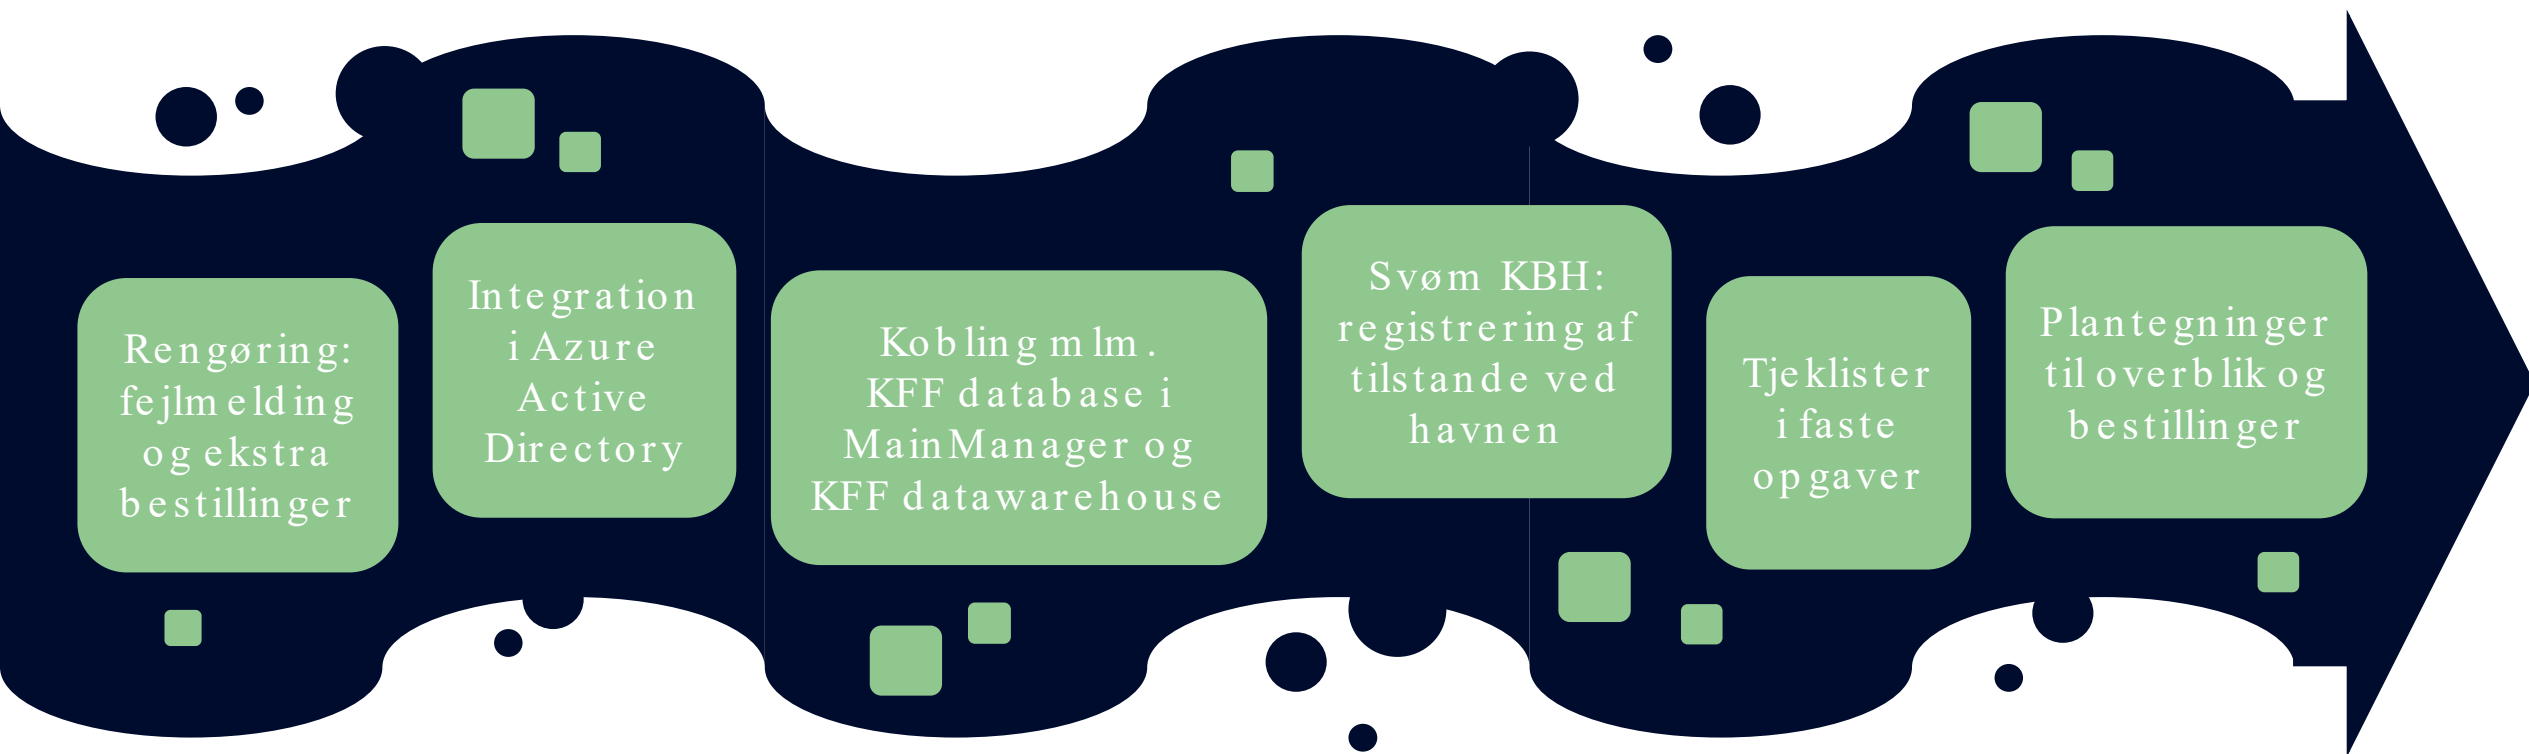 Rengøring:
fejlmelding
og ekstra
bestillinger
Integration
i Azure
Active
Directory
Kobling mlm.
KFF database i
MainManager og
KFF datawarehouse
Svøm KBH:
registrering af
tilstande ved
havnen
Tjeklister
i faste
opgaver
Plantegninger
til overblik og
bestillinger